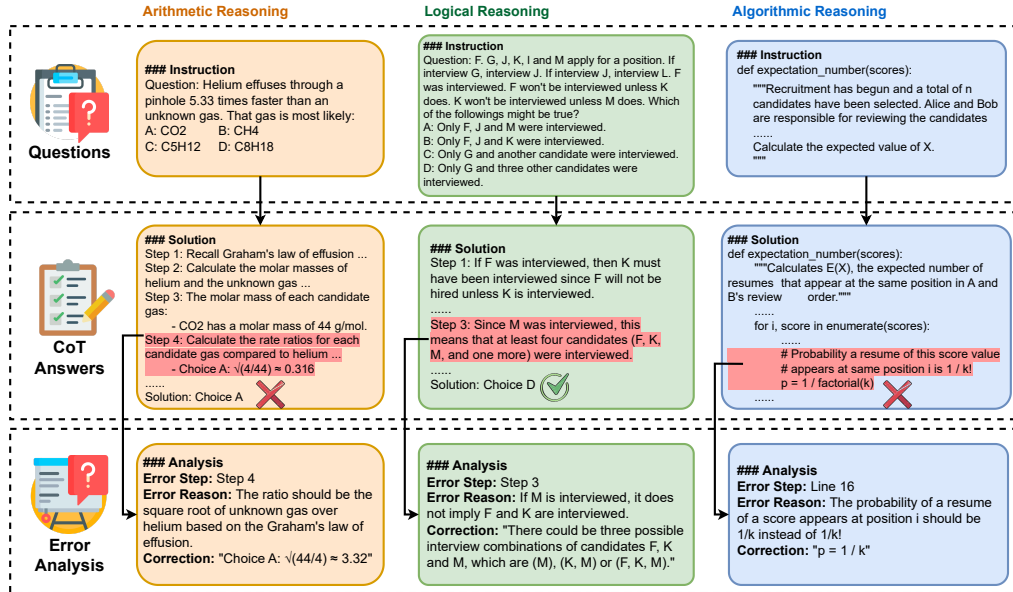 Arithmetic Reasoning
Logical Reasoning
Algorithmic Reasoning
Questions
### Instruction
Question: Helium effuses through a
pinhole 5.33 times faster than an
unknown gas. That gas is most likely:
A: CO2 B: CH4
C: C5H12 D: C8H18
### Instruction
Question: F. G, J, K, I and M apply for a position. If
interview G, interview J. If interview J, interview L. F
was interviewed. F won't be interviewed unless K
does. K won't be interviewed unless M does. Which
of the followings might be true?
A: Only F, J and M were interviewed.
B: Only F, J and K were interviewed.
C: Only G and another candidate were interviewed.
D: Only G and three other candidates were
interviewed.
### Instruction
def expectation_number(scores):
"""Recruitment has begun and a total of n
candidates have been selected. Alice and Bob
are responsible for reviewing the candidates
......
Calculate the expected value of X.
"""
CoT
Answers
### Solution
Step 1: Recall Graham's law of effusion ...
Step 2: Calculate the molar masses of
helium and the unknown gas ...
Step 3: The molar mass of each candidate
gas:
- CO2 has a molar mass of 44 g/mol.
Step 4: Calculate the rate ratios for each
candidate gas compared to helium ...
- Choice A: √(4/44) ≈ 0.316
......
Solution: Choice A
### Solution
Step 1: If F was interviewed, then K must
have been interviewed since F will not be
hired unless K is interviewed.
......
Step 3: Since M was interviewed, this
means that at least four candidates (F, K,
M, and one more) were interviewed.
......
Solution: Choice D
### Solution
def expectation_number(scores):
"""Calculates E(X), the expected number of
resumes that appear at the same position in A and
B's review order."""
......
for i, score in enumerate(scores):
......
# Probability a resume of this score value
# appears at same position i is 1 / k!
p = 1 / factorial(k)
......
Error
Analysis
### Analysis
Error Step: Step 4
Error Reason: The ratio should be the
square root of unknown gas over
helium based on the Graham's law of
effusion.
Correction: "Choice A: √(44/4) ≈ 3.32"
### Analysis
Error Step: Step 3
Error Reason: If M is interviewed, it does
not imply F and K are interviewed.
Correction: "There could be three possible
interview combinations of candidates F, K
and M, which are (M), (K, M) or (F, K, M)."
### Analysis
Error Step: Line 16
Error Reason: The probability of a resume
of a score appears at position i should be
1/k instead of 1/k!
Correction: "p = 1 / k"